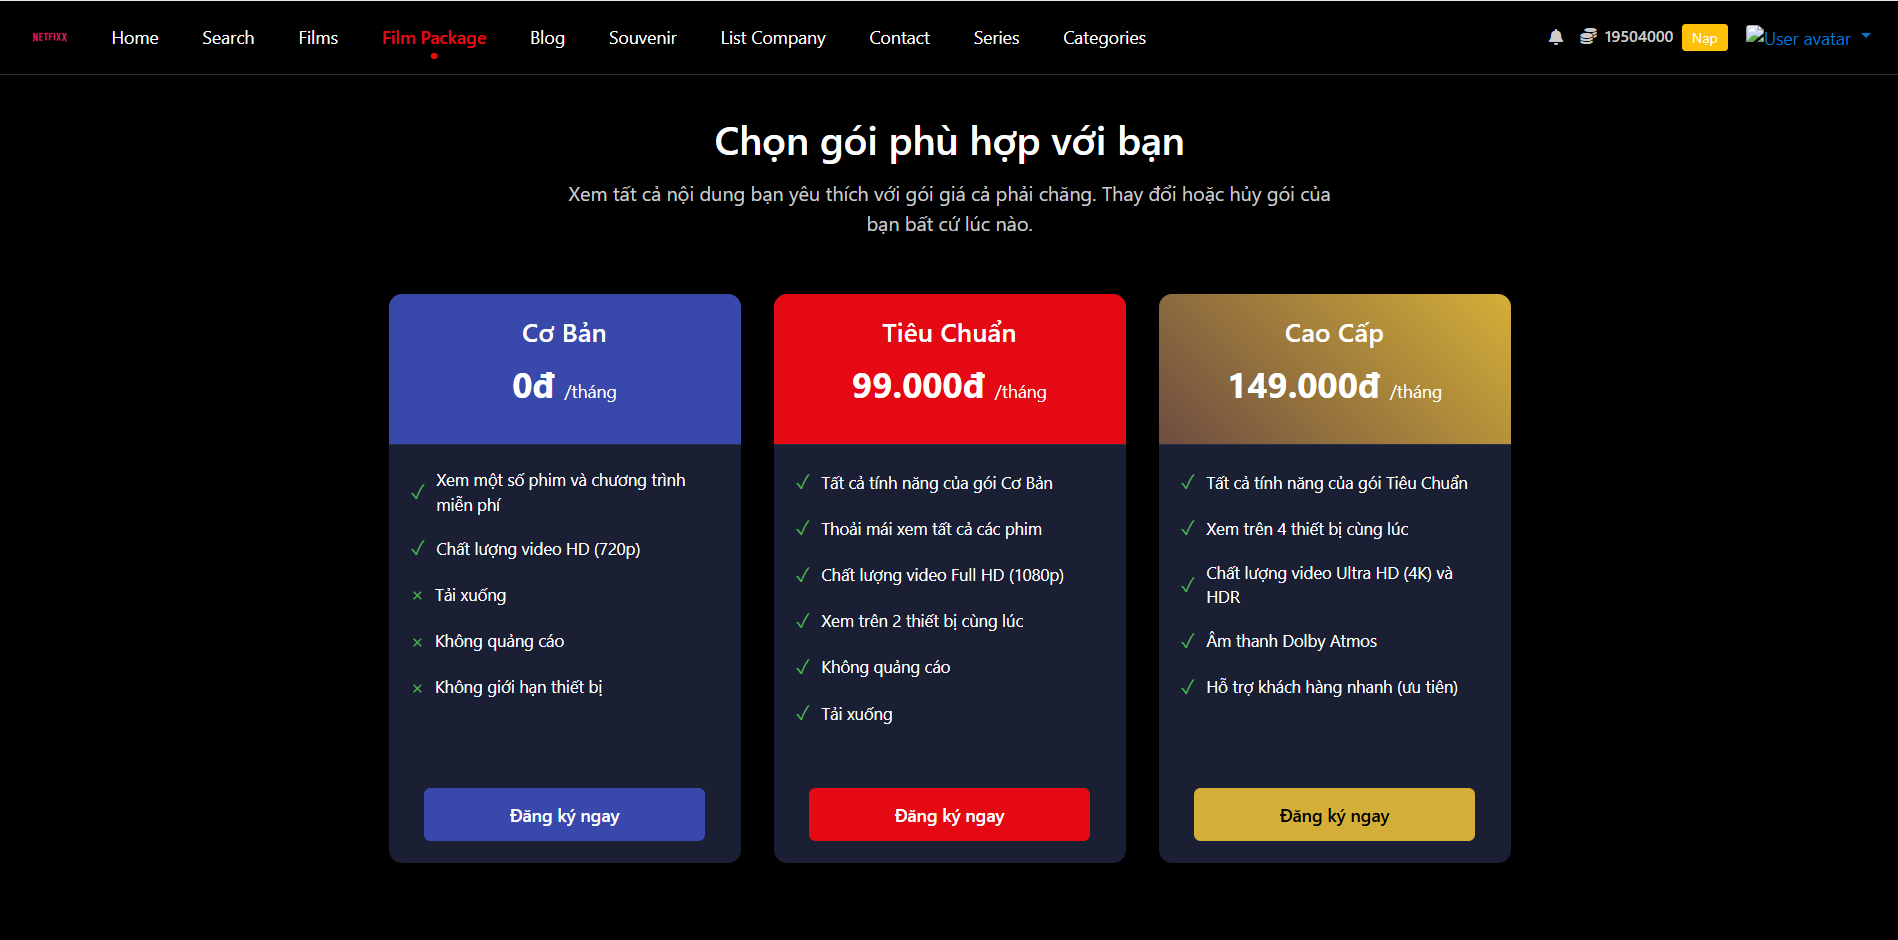 NETFIXX
Home
Search
Films
Film Package
Blog
Souvenir
List Company
Contact
Series
Categories
19504000
Nạp
User avatar
Chọn gói phù hợp với bạn
Xem tất cả nội dung bạn yêu thích với gói giá cả phải chăng. Thay đổi hoặc hủy gói của
bạn bất cứ lúc nào.
Cơ Bản
0đ /tháng
✓ Xem một số phim và chương trình
miễn phí
✓ Chất lượng video HD (720p)
× Tải xuống
× Không quảng cáo
× Không giới hạn thiết bị
Đăng ký ngay
Tiêu Chuẩn
99.000đ /tháng
✓ Tất cả tính năng của gói Cơ Bản
✓ Thoải mái xem tất cả các phim
✓ Chất lượng video Full HD (1080p)
✓ Xem trên 2 thiết bị cùng lúc
✓ Không quảng cáo
✓ Tải xuống
Đăng ký ngay
Cao Cấp
149.000đ /tháng
✓ Tất cả tính năng của gói Tiêu Chuẩn
✓ Xem trên 4 thiết bị cùng lúc
✓ Chất lượng video Ultra HD (4K) và
HDR
✓ Âm thanh Dolby Atmos
✓ Hỗ trợ khách hàng nhanh (ưu tiên)
Đăng ký ngay